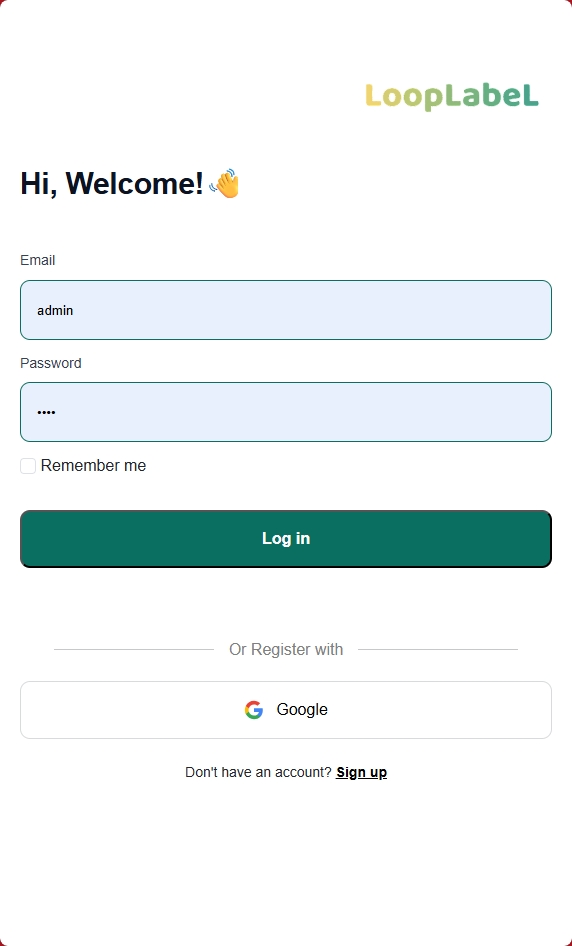 LoopLabeL
Hi, Welcome! 👋
Email
admin
Password
••••
Remember me
Log in
Or Register with
Google
Don't have an account? Sign up